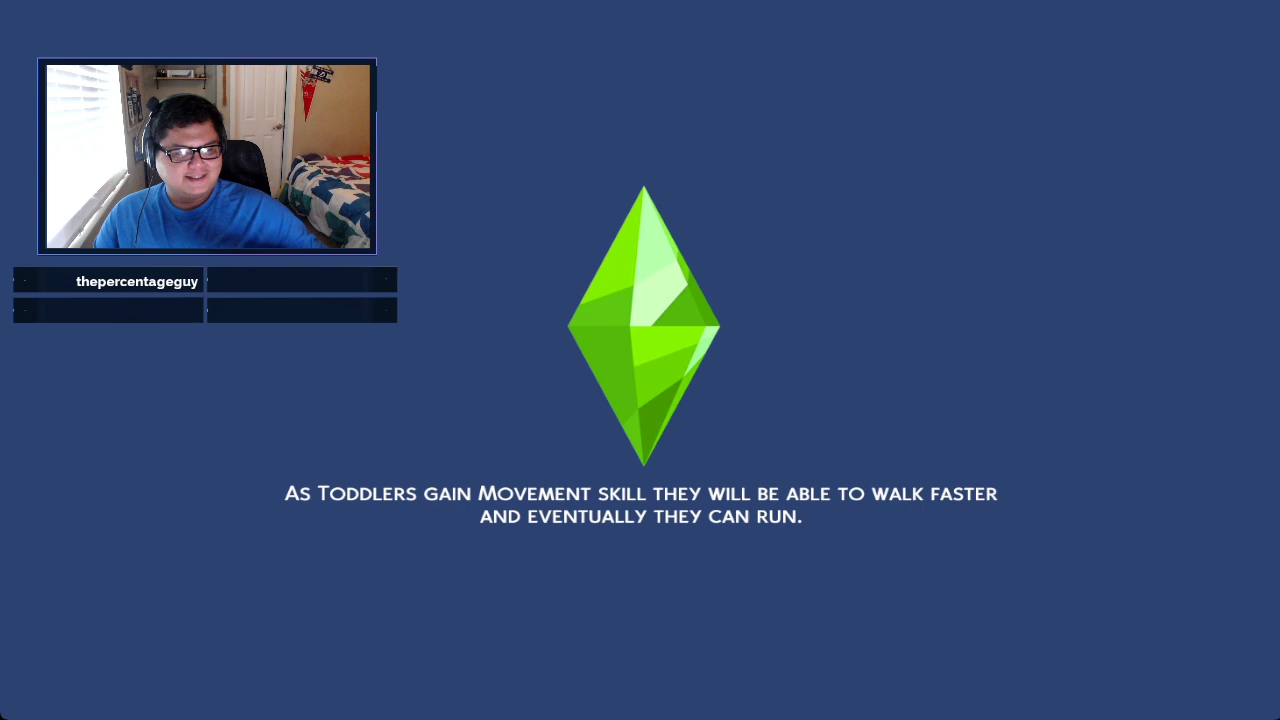 thepercentageguy
As Toddlers gain Movement skill they will be able to walk faster
and eventually they can run.